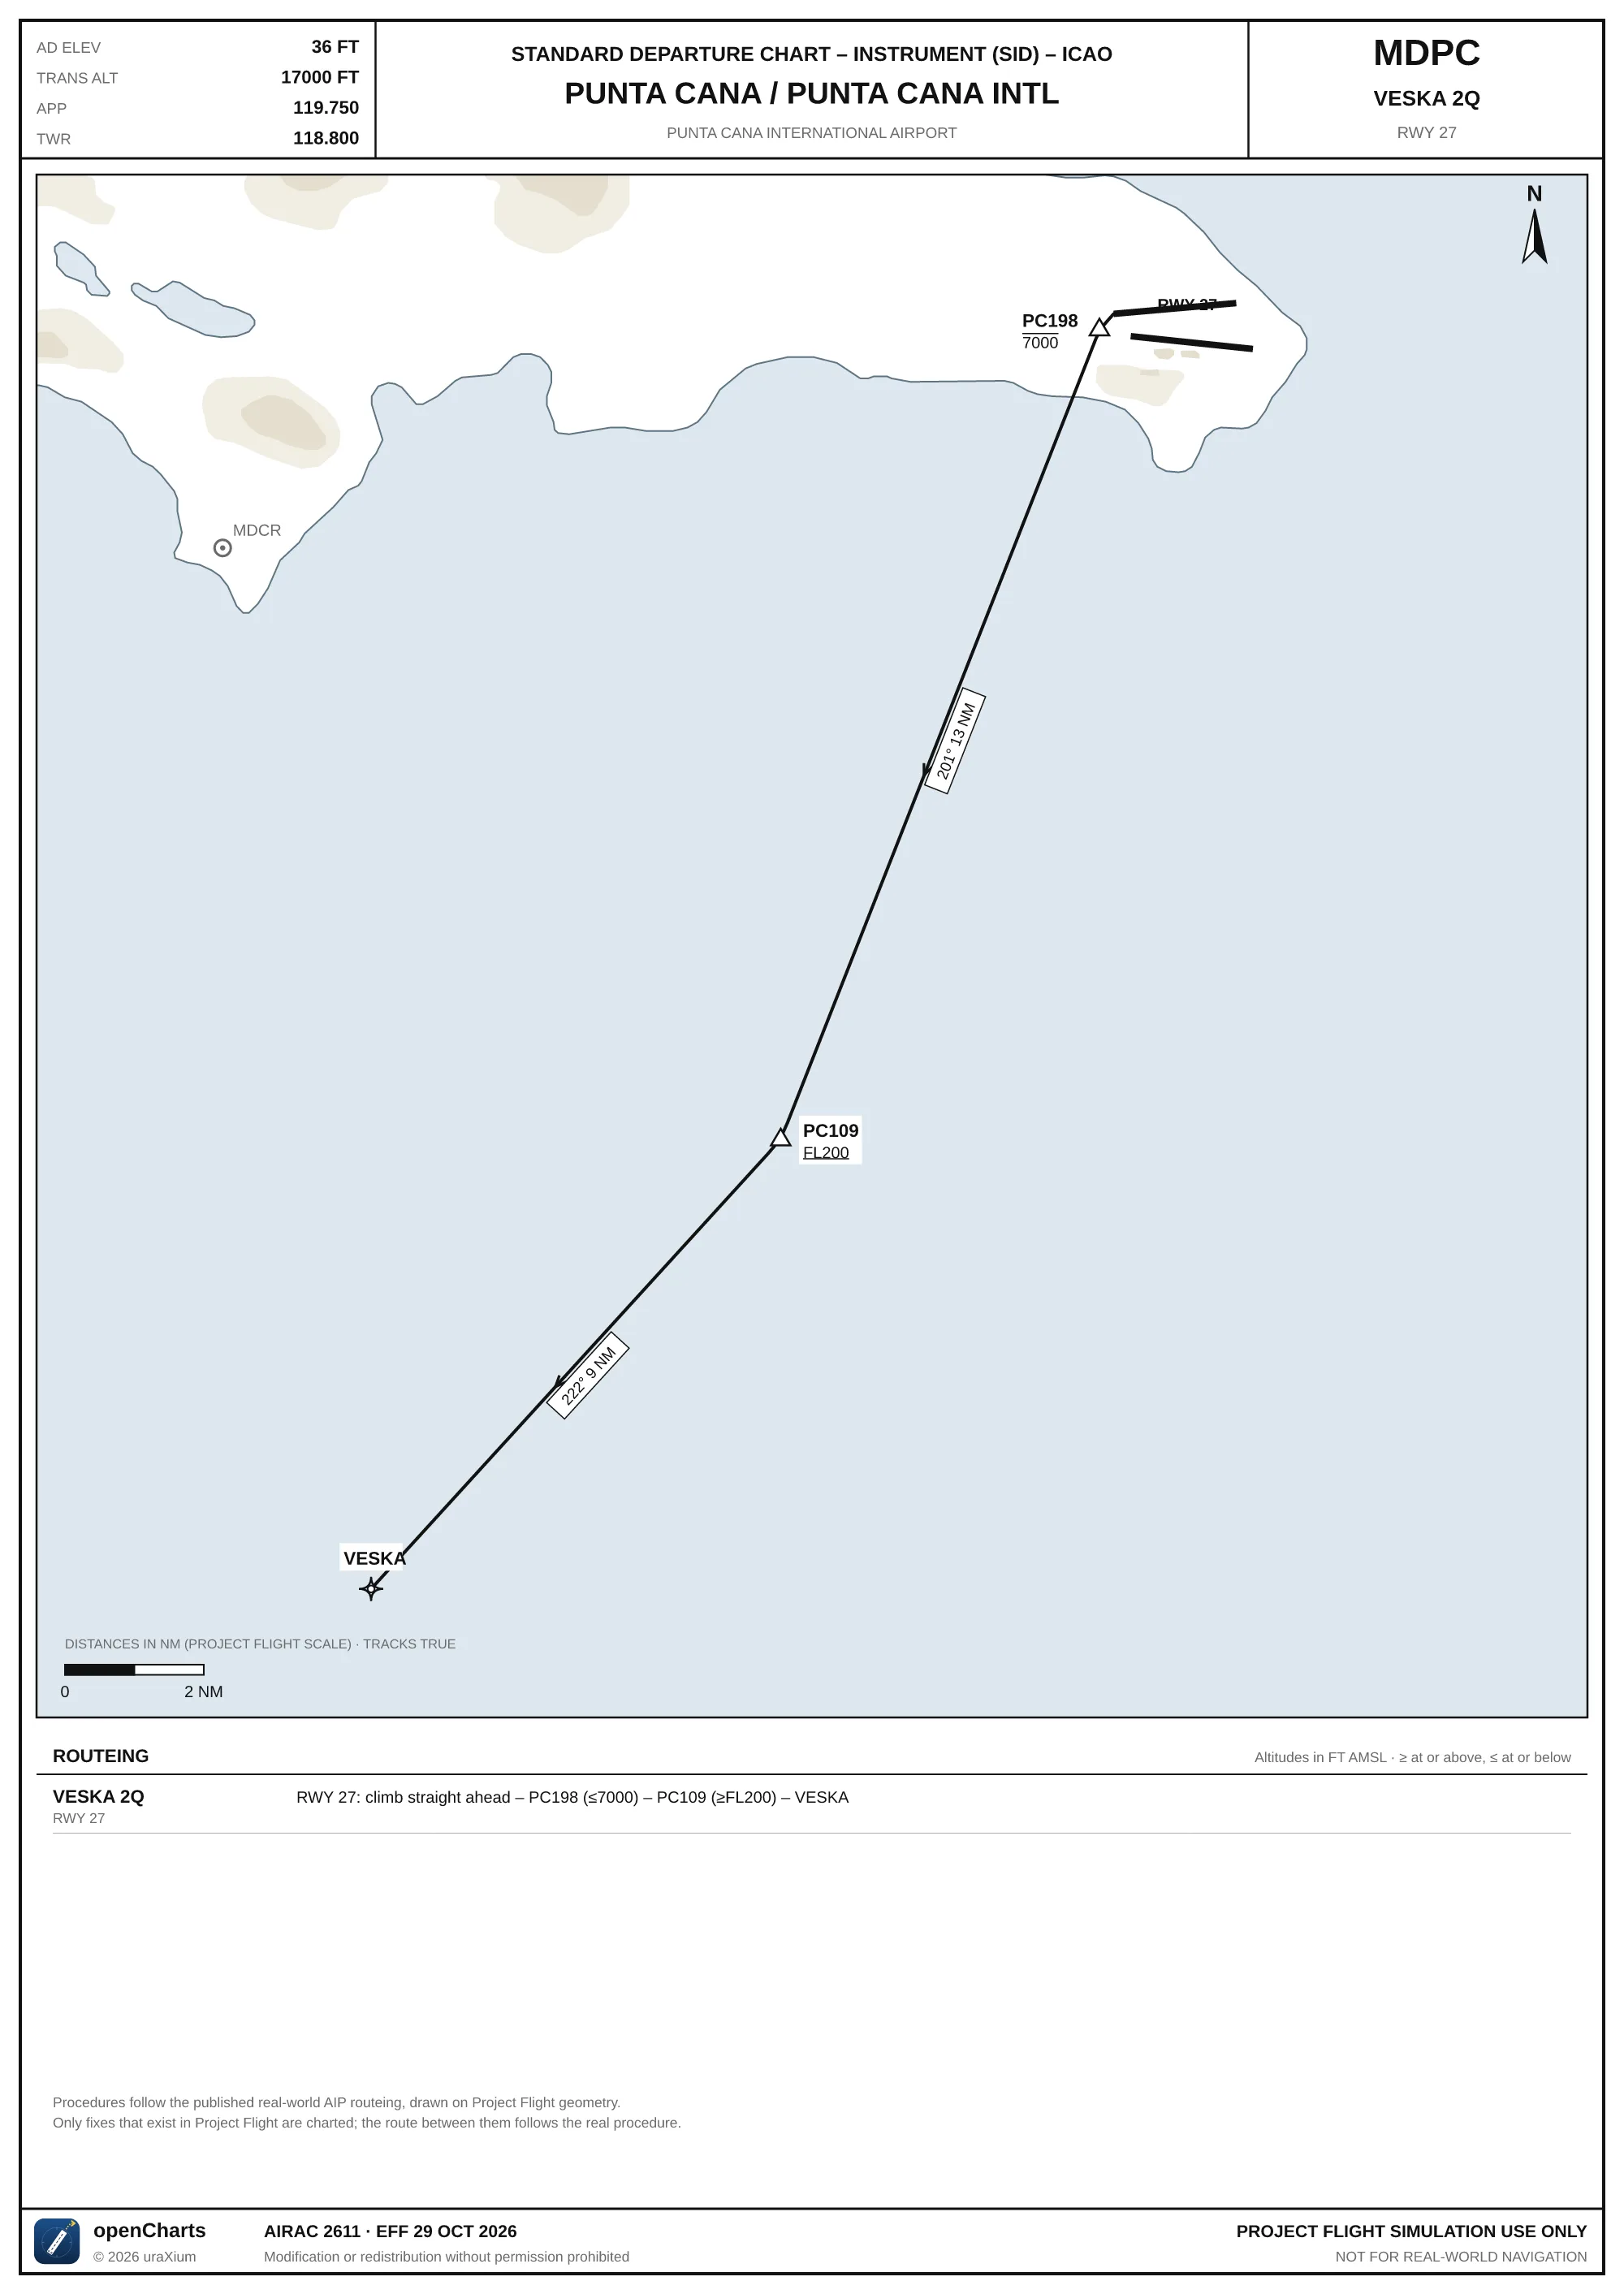 AD ELEV 36 FT
TRANS ALT 17000 FT
APP 119.750
TWR 118.800
STANDARD DEPARTURE CHART – INSTRUMENT (SID) – ICAO
PUNTA CANA / PUNTA CANA INTL
PUNTA CANA INTERNATIONAL AIRPORT
MDPC
VESKA 2Q
RWY 27
N
RWY 27
PC198
7000
MDCR
201° 13 NM
PC109
FL200
222° 9 NM
VESKA
DISTANCES IN NM (PROJECT FLIGHT SCALE) · TRACKS TRUE
0 2 NM
ROUTEING
Altitudes in FT AMSL · ≥ at or above, ≤ at or below
VESKA 2Q
RWY 27: climb straight ahead – PC198 (≤7000) – PC109 (≥FL200) – VESKA
RWY 27
Procedures follow the published real-world AIP routeing, drawn on Project Flight geometry.
Only fixes that exist in Project Flight are charted; the route between them follows the real procedure.
openCharts
© 2026 uraXium
AIRAC 2611 · EFF 29 OCT 2026
Modification or redistribution without permission prohibited
PROJECT FLIGHT SIMULATION USE ONLY
NOT FOR REAL-WORLD NAVIGATION